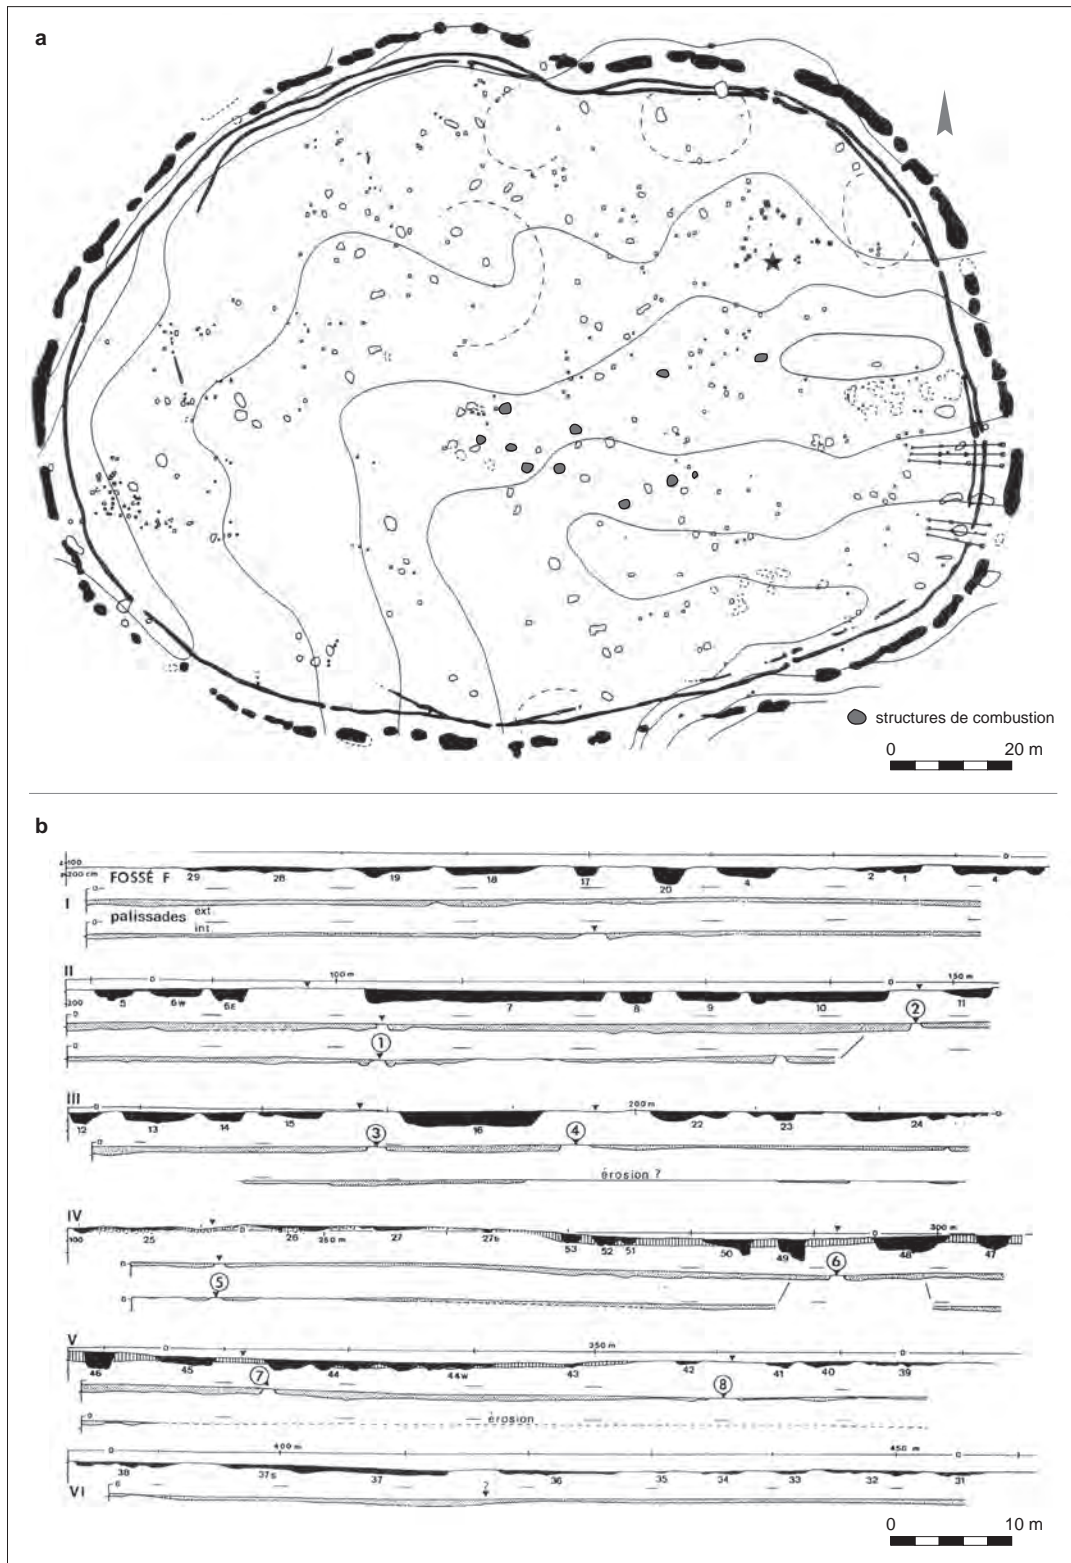 a
structures de combustion
0 20 m
b
FOSSÉ F
29 28 19 18 17 20 4 2 1 4
I
palissades ext.
int.
II
100 m 150 m
5 6w 6E 7 8 9 10 11
200
2
1
III
200 m
12 13 14 15 16 22 23 24
3 4
érosion ?
IV
300 m
100 25 26 250 m 27 27b 53 52 51 50 49 48 47
6
5
V
350 m
46 45 44 44w 43 42 41 40 39
7 8
érosion
400 m 450 m
38 37s 37 36 35 34 33 32 31
VI
?
0 10 m